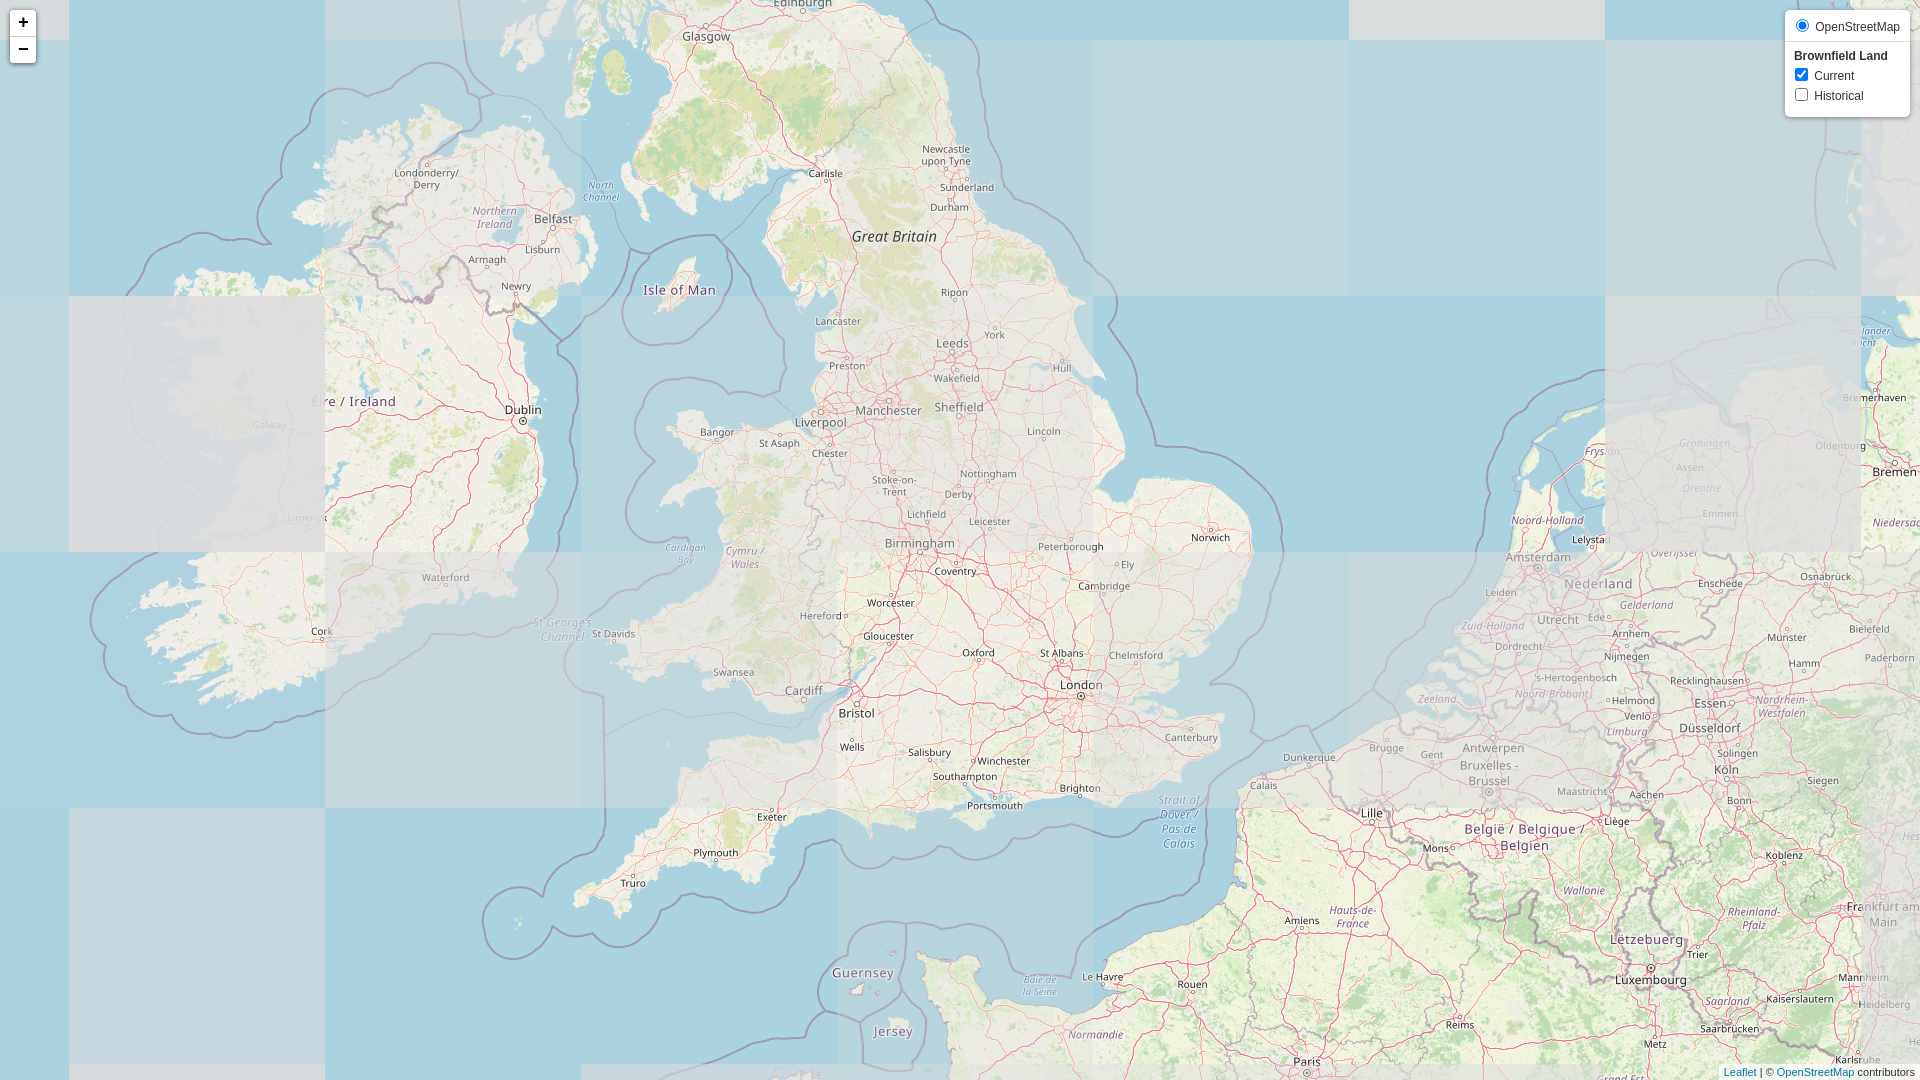 +
−
OpenStreetMap
Brownfield Land
Current
Historical
Edinburgh
Glasgow
Londonderry/
Derry
North
Channel
Carlisle
Newcastle
upon Tyne
Sunderland
Durham
Northern
Ireland
Belfast
Lisburn
Armagh
Newry
Great Britain
Isle of Man
Ripon
Lancaster
York
Leeds
Preston
Wakefield
Hull
Éire / Ireland
Dublin
Galway
Limerick
Manchester
Sheffield
Liverpool
Bangor
St Asaph
Chester
Lincoln
Stoke-on-
Trent
Nottingham
Derby
Lichfield
Leicester
Birmingham
Peterborough
Norwich
Cardigan
Bay
Cymru /
Wales
Coventry
Ely
Cambridge
Waterford
Worcester
Hereford
Cork
St George's
Channel
St Davids
Gloucester
Oxford
St Albans
Chelmsford
Swansea
Cardiff
London
Bristol
Wells
Salisbury
Winchester
Canterbury
Southampton
Portsmouth
Brighton
Exeter
Plymouth
Truro
Strait of
Dover /
Pas de
Calais
Guernsey
Jersey
Baie de
la Seine
Le Havre
Rouen
Amiens
Hauts-de-
France
Normandie
Paris
Reims
Metz
Helgoländer
Bucht
Bremerhaven
Groningen
Oldenburg
Fryslân
Assen
Bremen
Drenthe
Emmen
Noord-Holland
Lelystad
Niedersac
Amsterdam
Overijssel
Nederland
Enschede
Osnabrück
Leiden
Gelderland
Utrecht
Ede
Zuid-Holland
Arnhem
Münster
Bielefeld
Dordrecht
Nijmegen
Hamm
Paderborn
's-Hertogenbosch
Recklinghausen
Zeeland
Noord-Brabant
Helmond
Essen
Nordrhein-
Westfalen
Venlo
Limburg
Düsseldorf
Dunkerque
Calais
Brugge
Gent
Antwerpen
Bruxelles -
Brussel
Solingen
Köln
Siegen
Maastricht
Aachen
Bonn
Lille
Liège
België / Belgique /
Belgien
Mons
Koblenz
Hes
Wallonie
Frankfurt am
Main
Rheinland-
Pfalz
Lëtzebuerg
Trier
Luxembourg
Mannheim
Kaiserslautern
Heidelberg
Saarland
Saarbrücken
He
Karlsruhe
Grand Est
Leaflet | © OpenStreetMap contributors